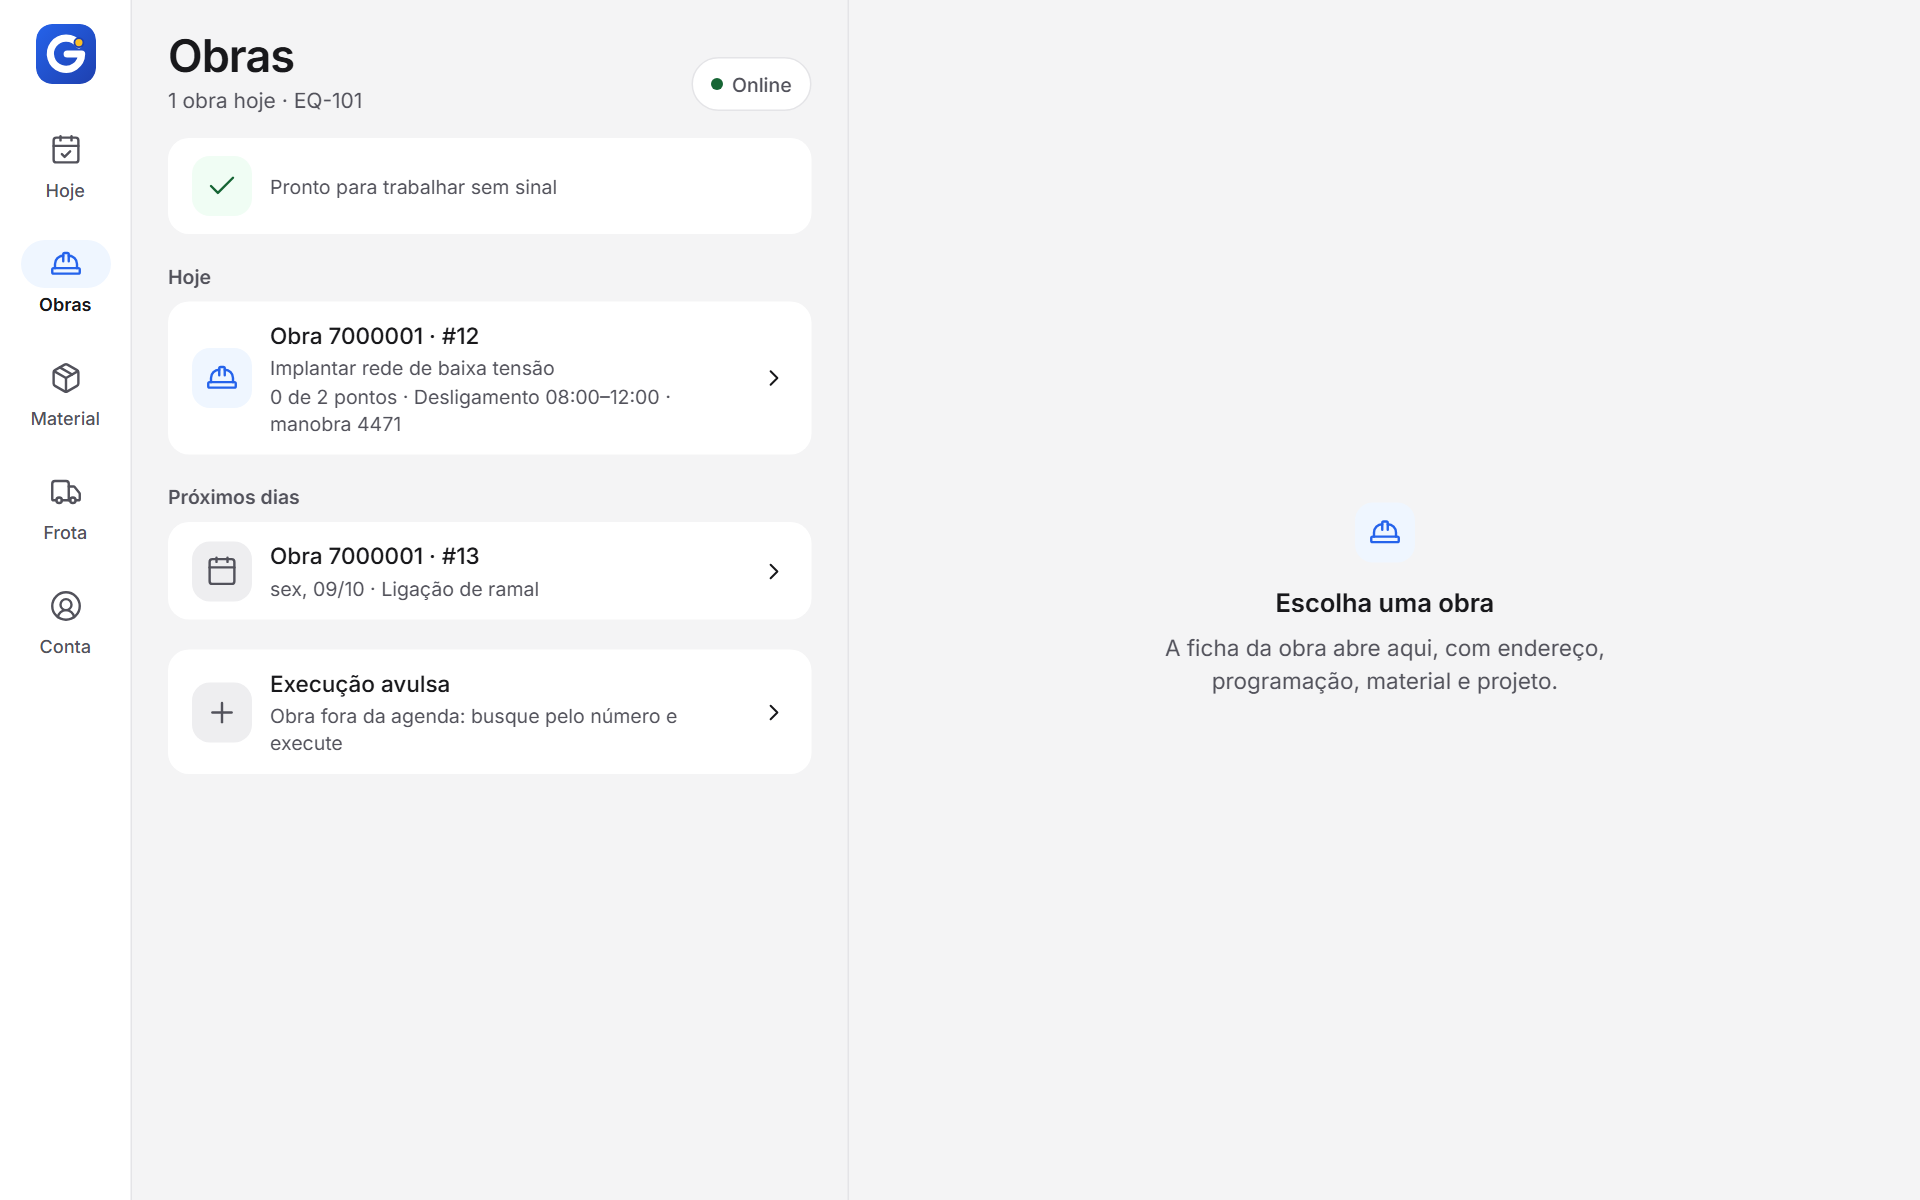 Hoje
Obras
Material
Frota
Conta
Obras
1 obra hoje · EQ-101
Online
Pronto para trabalhar sem sinal
Hoje
Obra 7000001 · #12
Implantar rede de baixa tensão
0 de 2 pontos · Desligamento 08:00–12:00 ·
manobra 4471
Próximos dias
Obra 7000001 · #13
sex, 09/10 · Ligação de ramal
Execução avulsa
Obra fora da agenda: busque pelo número e
execute
Escolha uma obra
A ficha da obra abre aqui, com endereço,
programação, material e projeto.